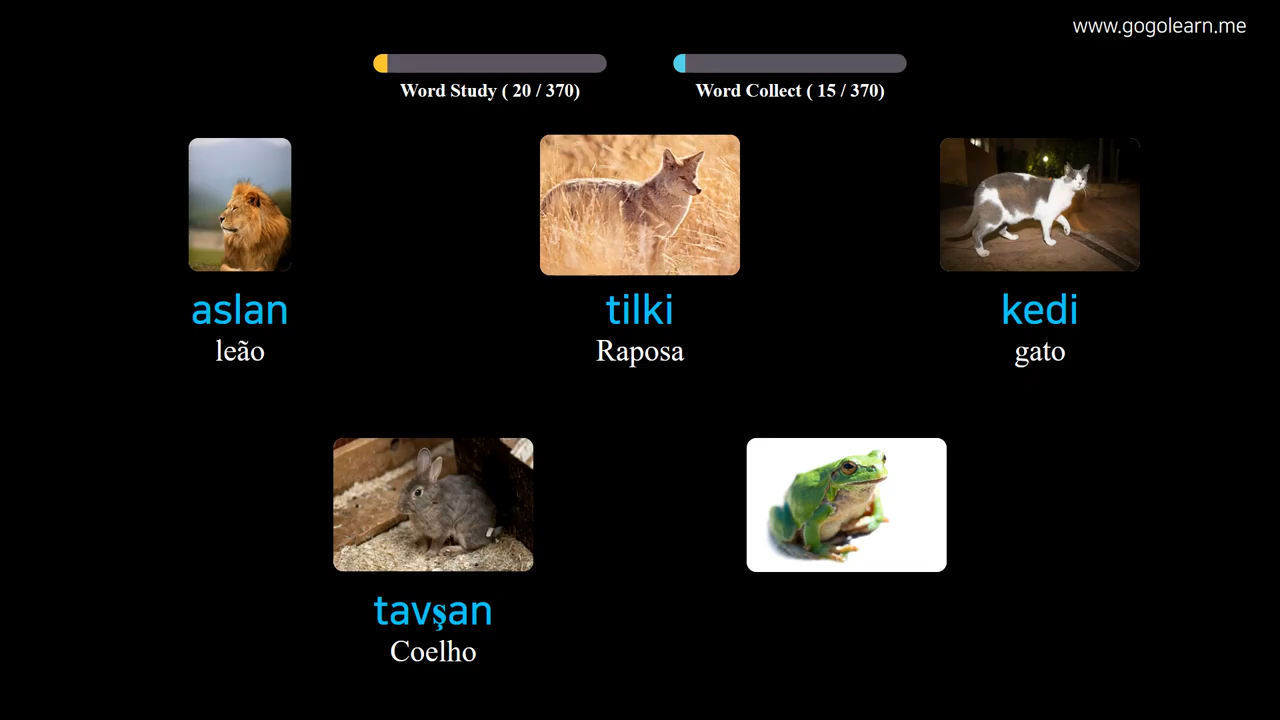 www.gogolearn.me
Word Study ( 20 / 370)
Word Collect ( 15 / 370)
aslan
leão
tilki
Raposa
kedi
gato
tavşan
Coelho